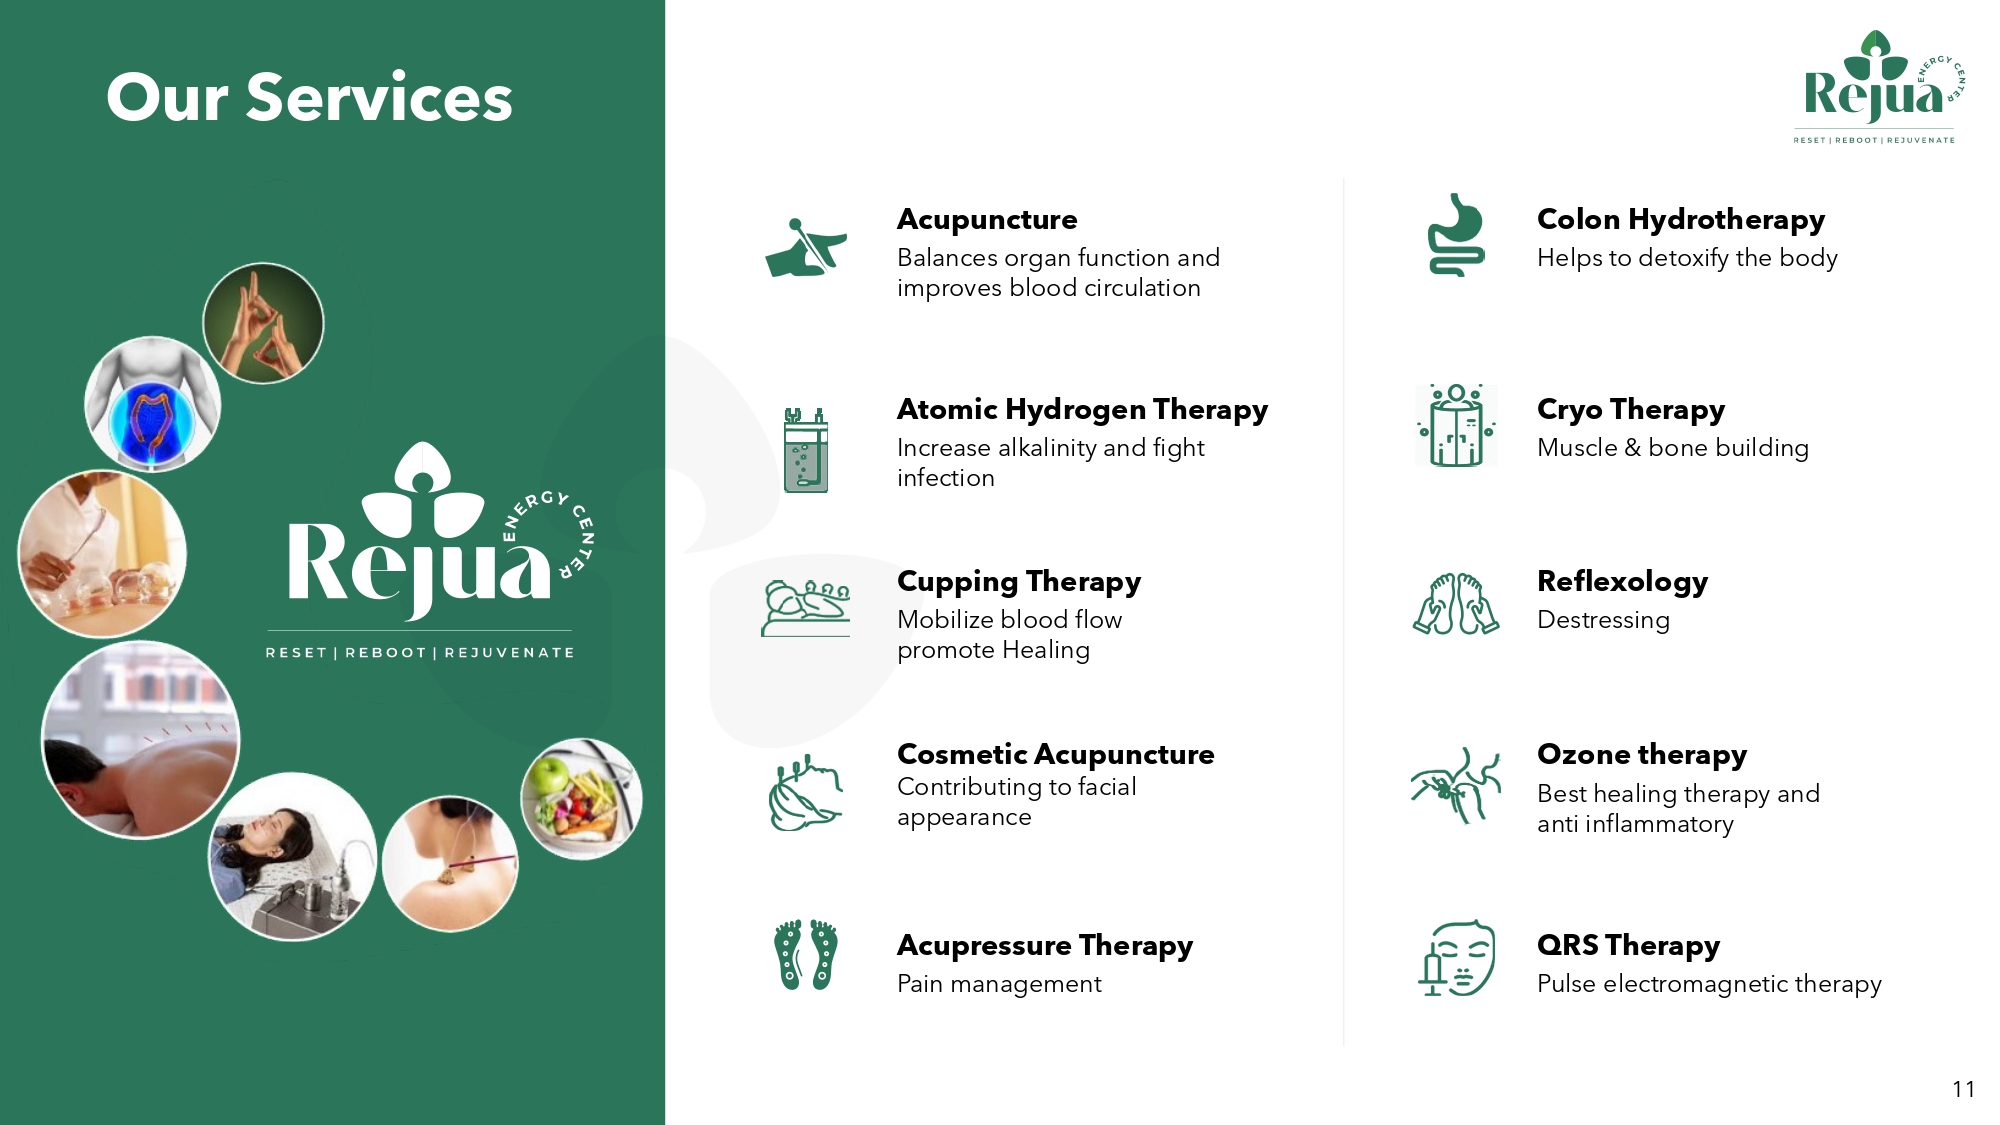 Our Services
Rejua
ENERGY CENTER
RESET | REBOOT | REJUVENATE
Rejua
ENERGY CENTER
RESET | REBOOT | REJUVENATE
Acupuncture
Balances organ function and
improves blood circulation
Atomic Hydrogen Therapy
Increase alkalinity and fight
infection
Cupping Therapy
Mobilize blood flow
promote Healing
Cosmetic Acupuncture
Contributing to facial
appearance
Acupressure Therapy
Pain management
Colon Hydrotherapy
Helps to detoxify the body
Cryo Therapy
Muscle & bone building
Reflexology
Destressing
Ozone therapy
Best healing therapy and
anti inflammatory
QRS Therapy
Pulse electromagnetic therapy
11